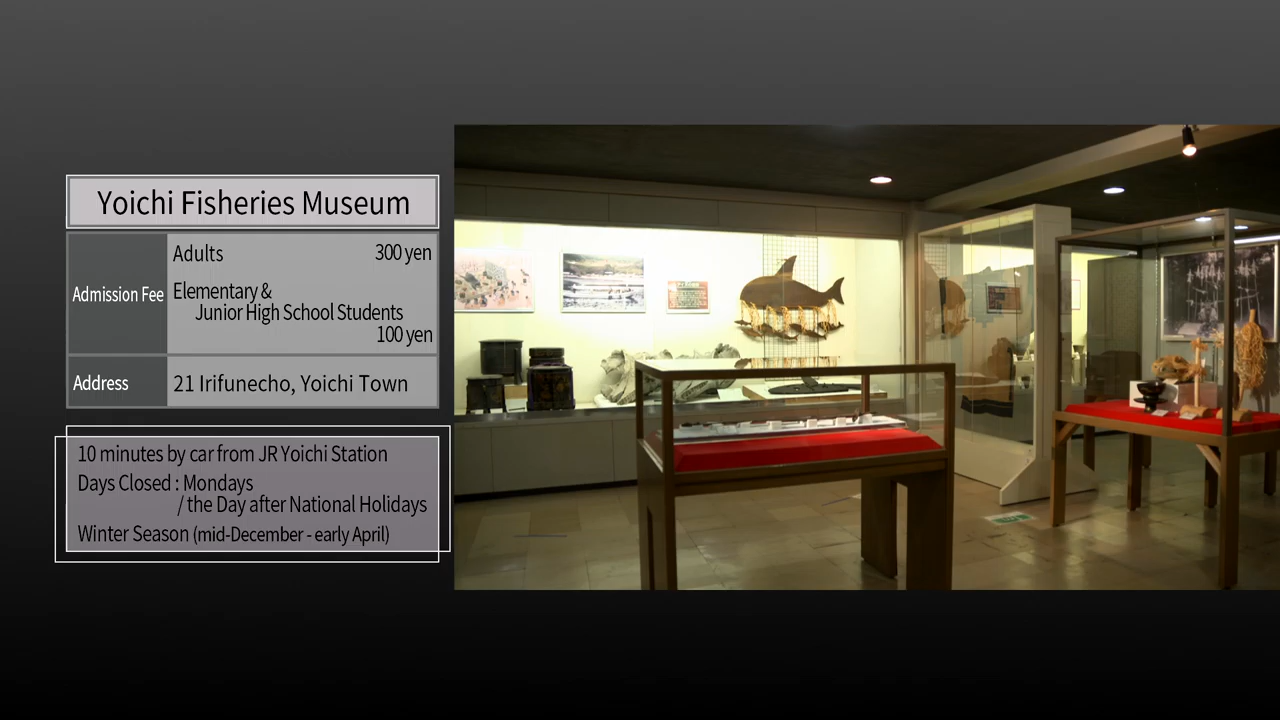 Yoichi Fisheries Museum
Admission Fee
Adults 300 yen
Elementary &
Junior High School Students
100 yen
Address
21 Irifunecho, Yoichi Town
10 minutes by car from JR Yoichi Station
Days Closed : Mondays
/ the Day after National Holidays
Winter Season (mid-December - early April)